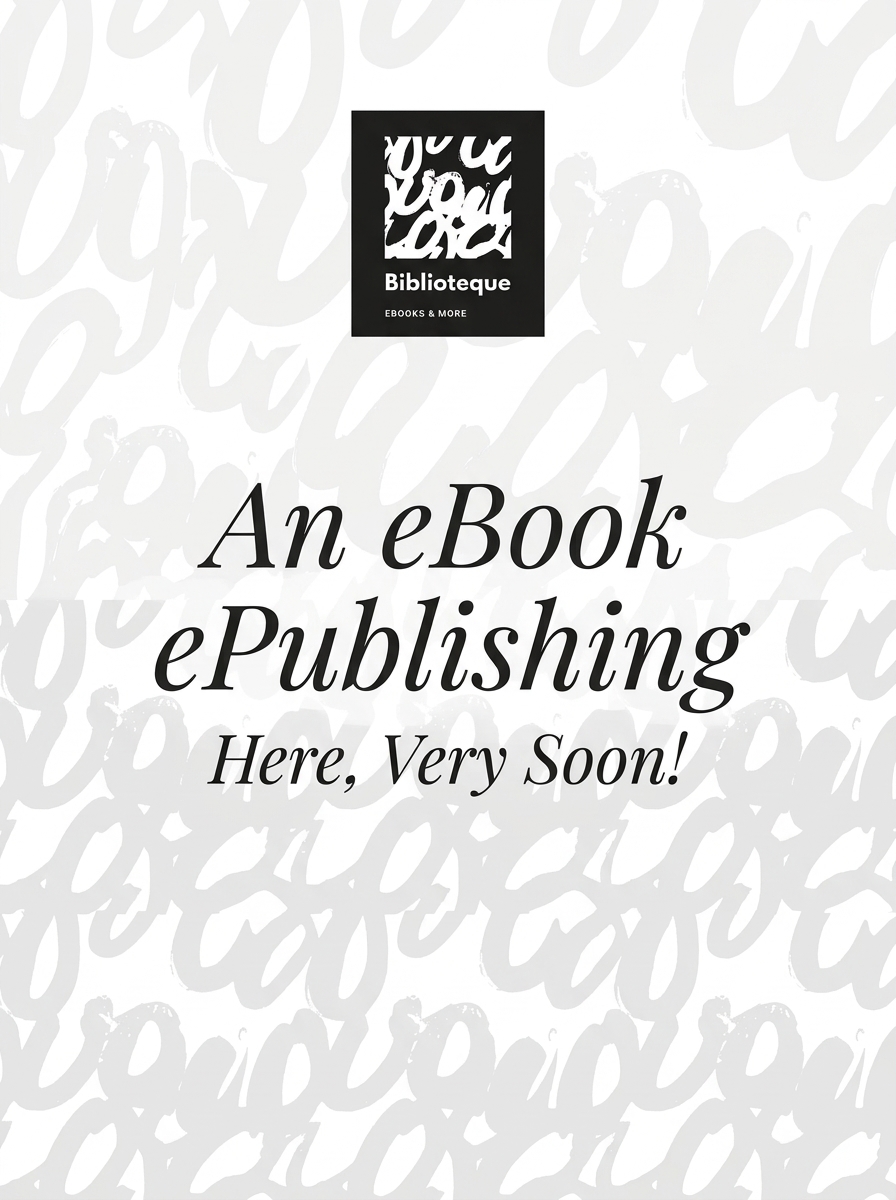 Biblioteque
EBOOKS & MORE
An eBook
ePublishing
Here, Very Soon!